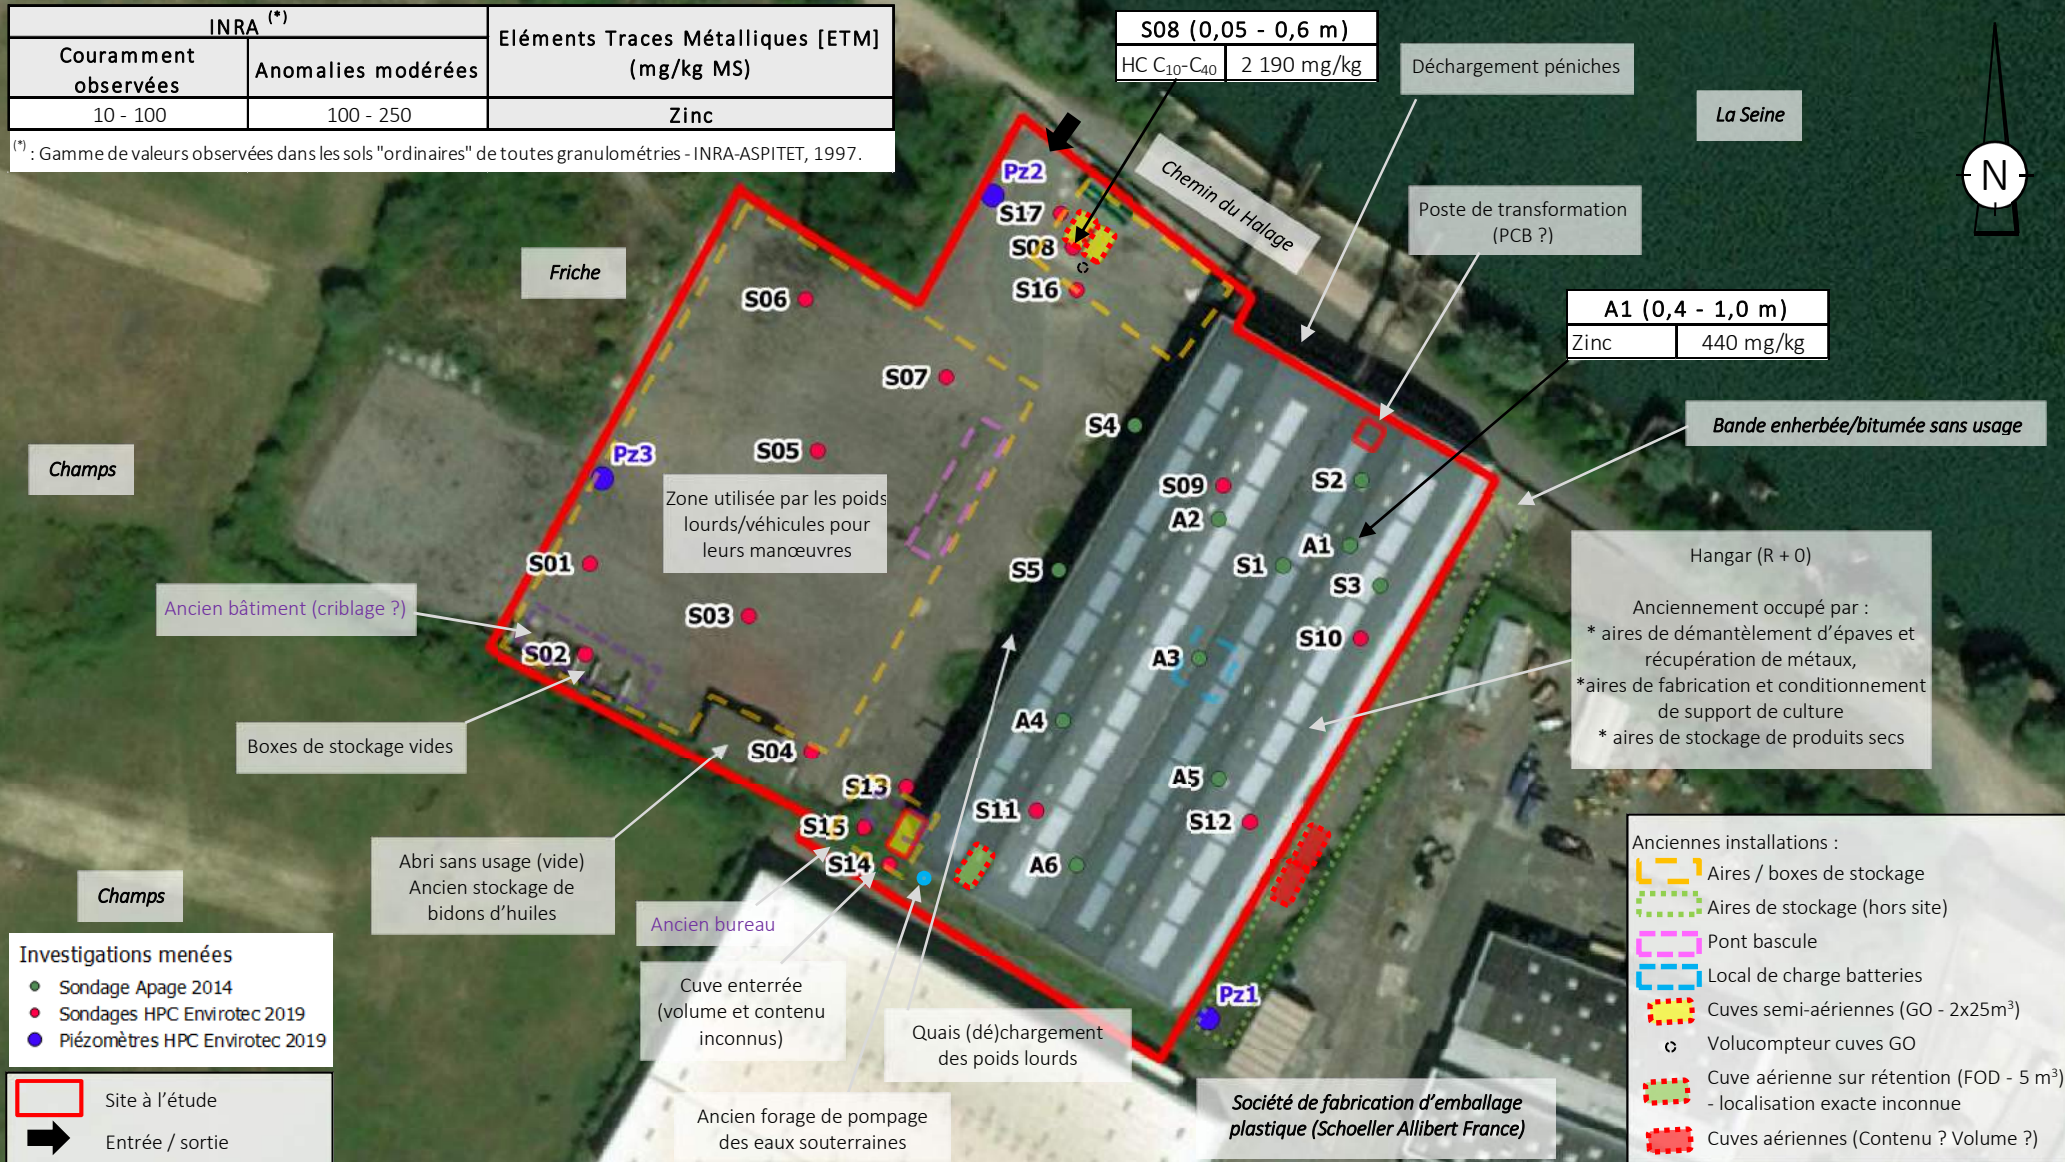 INRA (*)
Couramment observées
Anomalies modérées
Eléments Traces Métalliques [ETM]
(mg/kg MS)
10 - 100
100 - 250
Zinc
(*) : Gamme de valeurs observées dans les sols "ordinaires" de toutes granulométries - INRA-ASPITET, 1997.
S08 (0,05 - 0,6 m)
HC C10-C40
2 190 mg/kg
Déchargement péniches
La Seine
N
Chemin du Halage
Poste de transformation
(PCB ?)
Friche
Pz2
S17
S08
S16
S06
S07
A1 (0,4 - 1,0 m)
Zinc
440 mg/kg
S4
Bande enherbée/bitumée sans usage
Champs
Pz3
S05
Zone utilisée par les poids
lourds/véhicules pour
leurs manœuvres
S09
A2
S2
A1
S1
S3
S5
S01
Hangar (R + 0)
Anciennement occupé par :
* aires de démantèlement d'épaves et
récupération de métaux,
*aires de fabrication et conditionnement
de support de culture
* aires de stockage de produits secs
Ancien bâtiment (criblage ?)
S03
S02
S10
A3
A4
Boxes de stockage vides
S04
S13
A5
S11
S12
S15
S14
A6
Abri sans usage (vide)
Ancien stockage de
bidons d'huiles
Champs
Ancien bureau
Cuve enterrée
(volume et contenu
inconnus)
Quais (dé)chargement
des poids lourds
Pz1
Ancien forage de pompage
des eaux souterraines
Société de fabrication d'emballage
plastique (Schoeller Allibert France)
Investigations menées
Sondage Apage 2014
Sondages HPC Envirotec 2019
Piézomètres HPC Envirotec 2019
Site à l'étude
Entrée / sortie
Anciennes installations :
Aires / boxes de stockage
Aires de stockage (hors site)
Pont bascule
Local de charge batteries
Cuves semi-aériennes (GO - 2x25m³)
Volucompteur cuves GO
Cuve aérienne sur rétention (FOD - 5 m³)
- localisation exacte inconnue
Cuves aériennes (Contenu ? Volume ?)